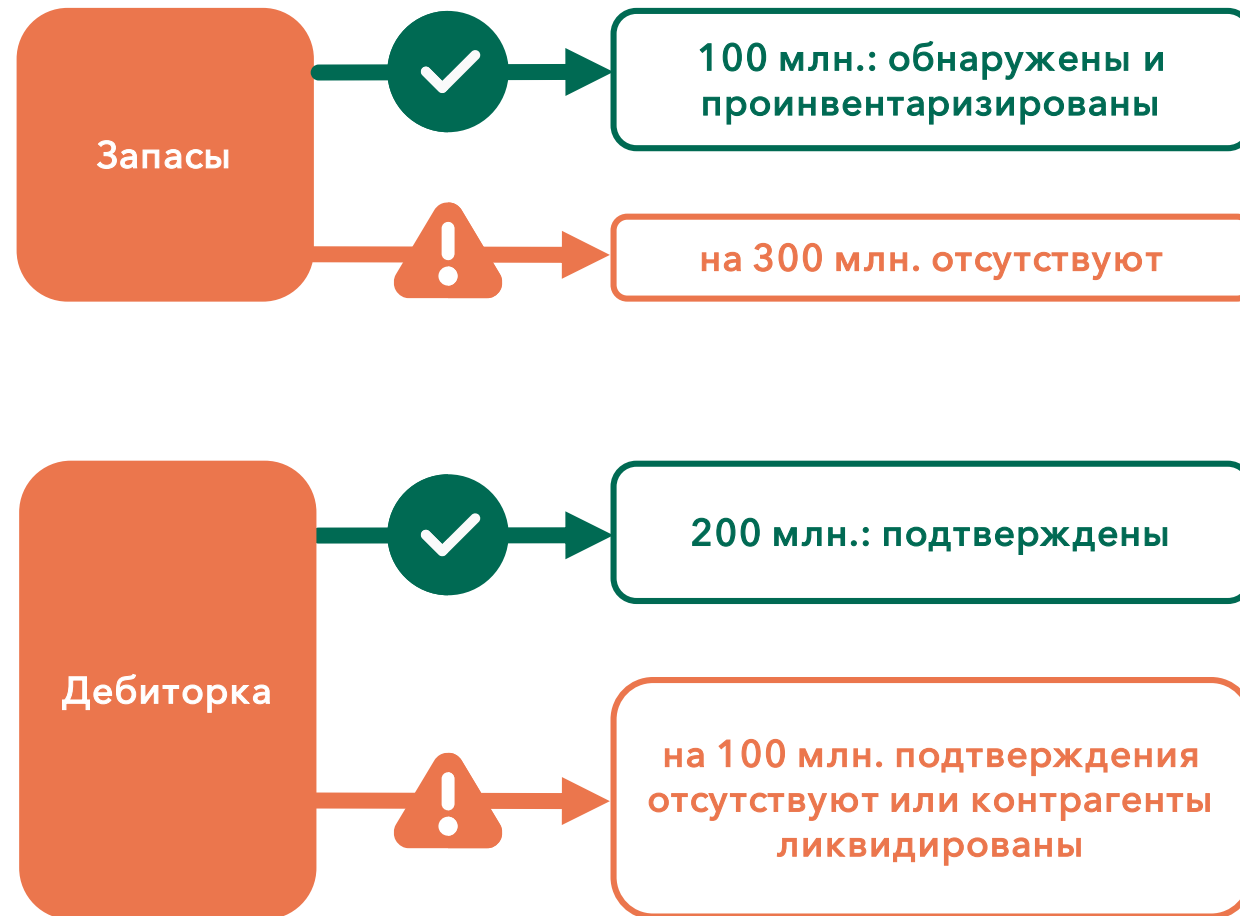 Запасы
100 млн.: обнаружены и
проинвентаризированы
на 300 млн. отсутствуют
Дебиторка
200 млн.: подтверждены
на 100 млн. подтверждения
отсутствуют или контрагенты
ликвидированы